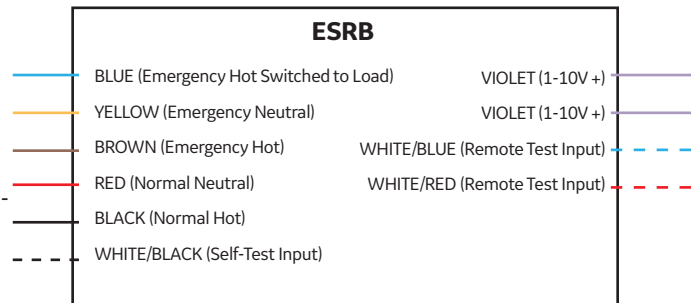 ESRB
BLUE (Emergency Hot Switched to Load)
VIOLET (1-10V +)
YELLOW (Emergency Neutral)
VIOLET (1-10V +)
BROWN (Emergency Hot)
WHITE/BLUE (Remote Test Input)
RED (Normal Neutral)
WHITE/RED (Remote Test Input)
BLACK (Normal Hot)
WHITE/BLACK (Self-Test Input)